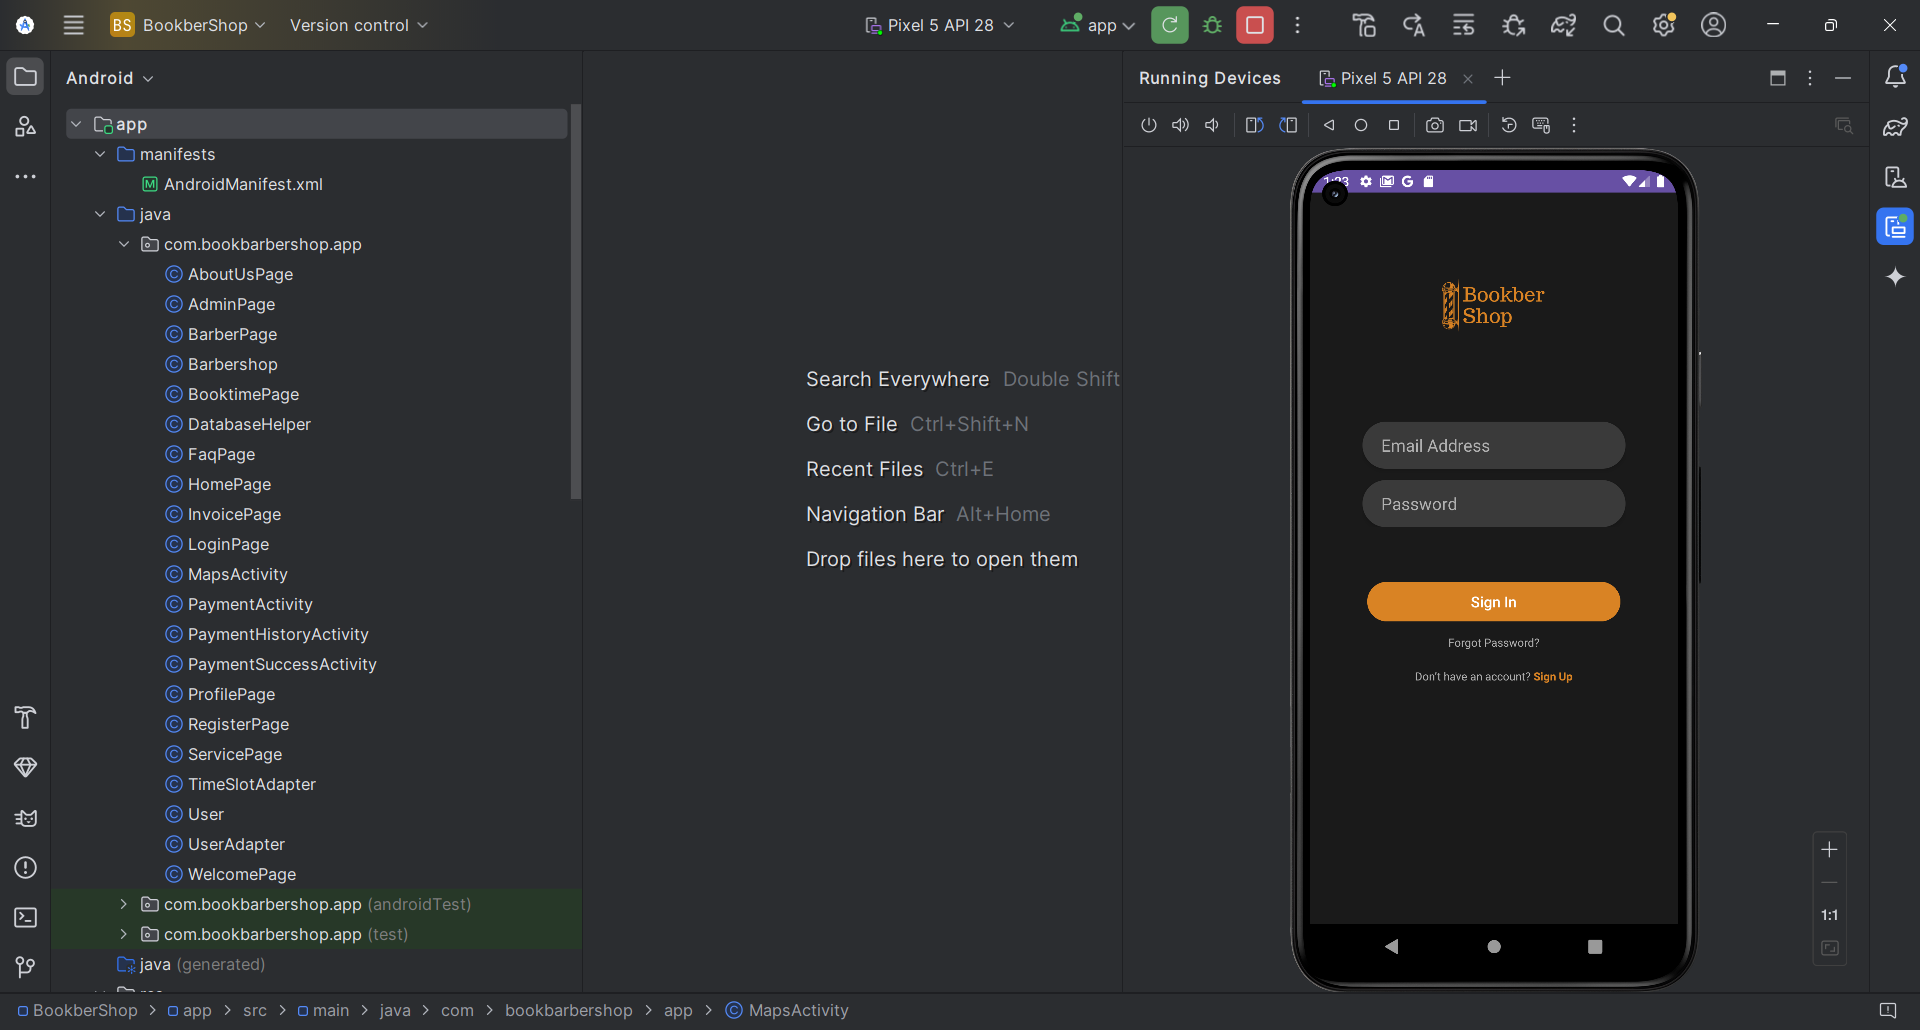 BS BookberShop Version control Pixel 5 API 28 app
Android
app
manifests
M AndroidManifest.xml
java
com.bookbarbershop.app
C AboutUsPage
C AdminPage
C BarberPage
C Barbershop
C BooktimePage
C DatabaseHelper
C FaqPage
C HomePage
C InvoicePage
C LoginPage
C MapsActivity
C PaymentActivity
C PaymentHistoryActivity
C PaymentSuccessActivity
C ProfilePage
C RegisterPage
C ServicePage
C TimeSlotAdapter
C User
C UserAdapter
C WelcomePage
com.bookbarbershop.app (androidTest)
com.bookbarbershop.app (test)
java (generated)
Search Everywhere Double Shift
Go to File Ctrl+Shift+N
Recent Files Ctrl+E
Navigation Bar Alt+Home
Drop files here to open them
Running Devices Pixel 5 API 28
Bookber
Shop
Email Address
Password
Sign In
Forgot Password?
Don't have an account? Sign Up
1:1
BookberShop > app > src > main > java > com > bookbarbershop > app > C MapsActivity